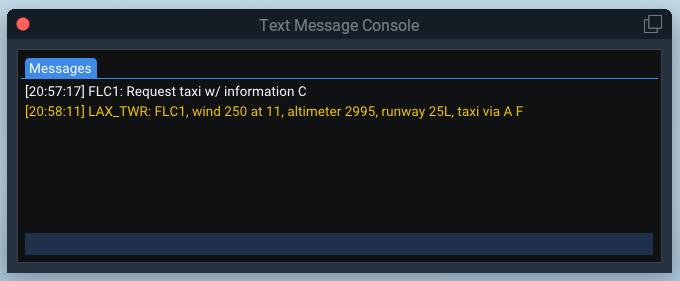 Text Message Console
Messages
[20:57:17] FLC1: Request taxi w/ information C
[20:58:11] LAX_TWR: FLC1, wind 250 at 11, altimeter 2995, runway 25L, taxi via A F